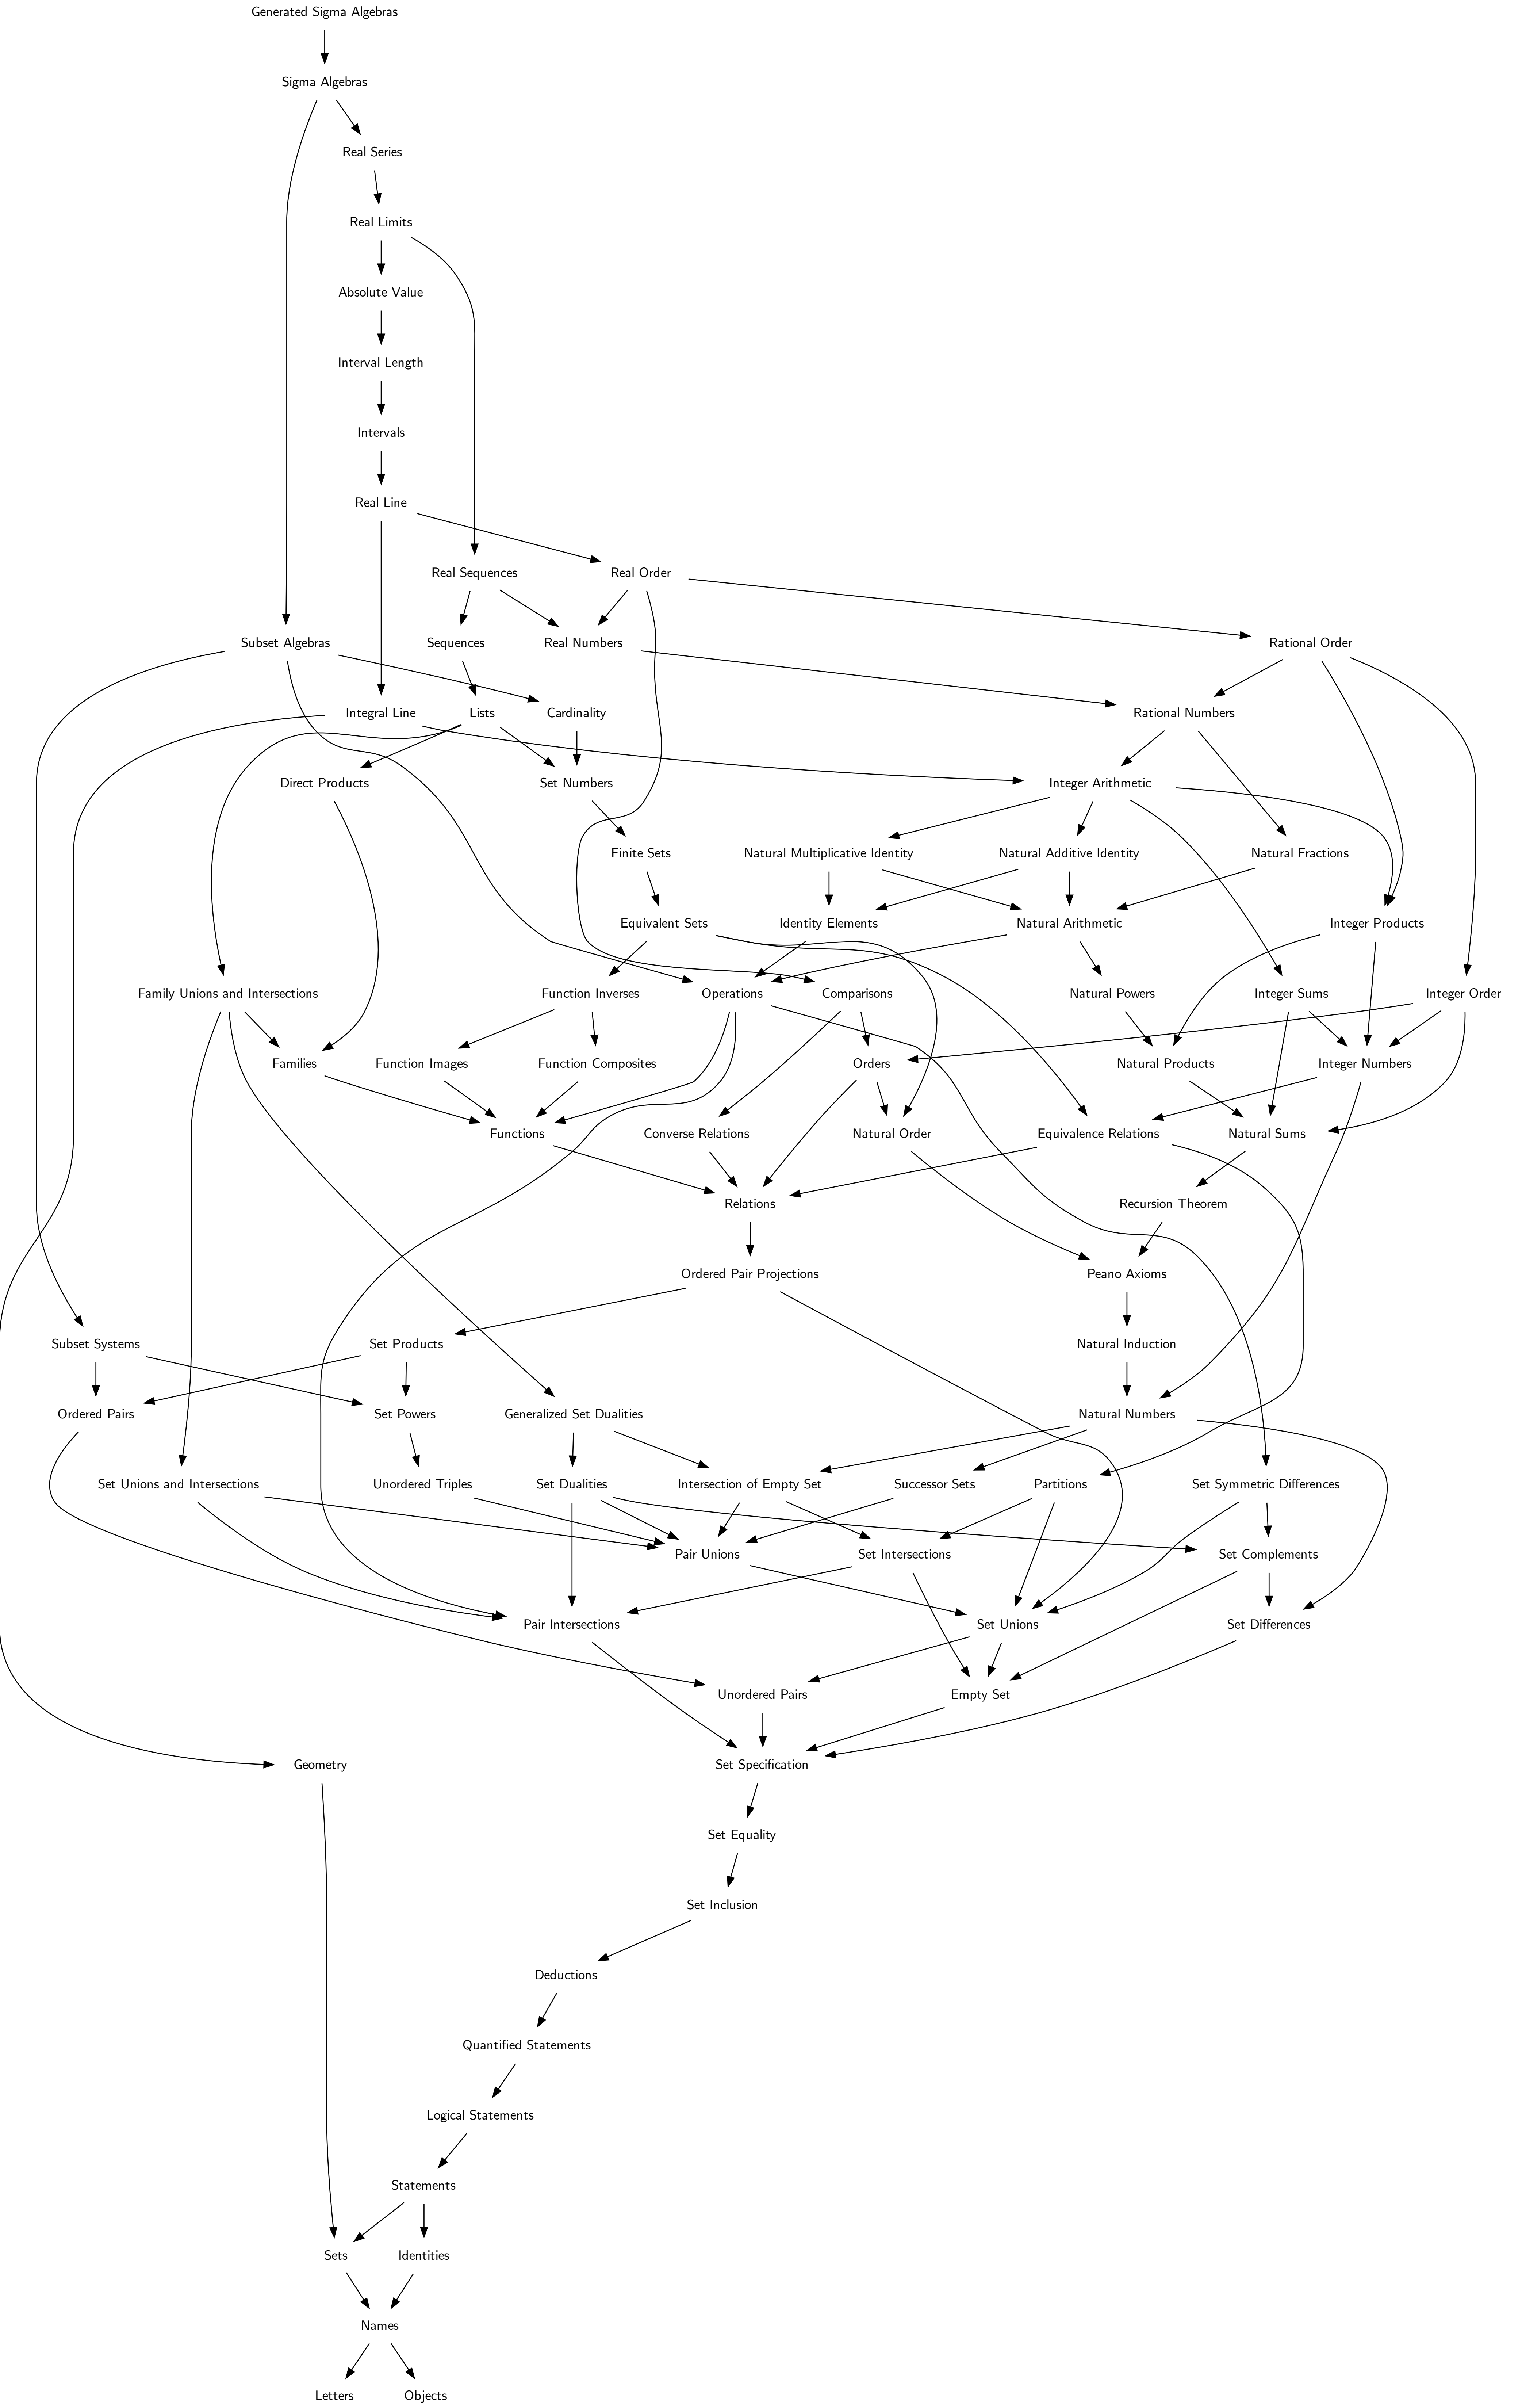 Generated Sigma Algebras
Sigma Algebras
Real Series
Real Limits
Absolute Value
Interval Length
Intervals
Real Line
Real Sequences
Real Order
Subset Algebras
Sequences
Real Numbers
Rational Order
Integral Line
Lists
Cardinality
Rational Numbers
Direct Products
Set Numbers
Integer Arithmetic
Finite Sets
Natural Multiplicative Identity
Natural Additive Identity
Natural Fractions
Equivalent Sets
Identity Elements
Natural Arithmetic
Integer Products
Family Unions and Intersections
Function Inverses
Operations
Comparisons
Natural Powers
Integer Sums
Integer Order
Families
Function Images
Function Composites
Orders
Natural Products
Integer Numbers
Functions
Converse Relations
Natural Order
Equivalence Relations
Natural Sums
Relations
Recursion Theorem
Ordered Pair Projections
Peano Axioms
Subset Systems
Set Products
Natural Induction
Ordered Pairs
Set Powers
Generalized Set Dualities
Natural Numbers
Set Unions and Intersections
Unordered Triples
Set Dualities
Intersection of Empty Set
Successor Sets
Partitions
Set Symmetric Differences
Pair Unions
Set Intersections
Set Complements
Pair Intersections
Set Unions
Set Differences
Unordered Pairs
Empty Set
Geometry
Set Specification
Set Equality
Set Inclusion
Deductions
Quantified Statements
Logical Statements
Statements
Sets
Identities
Names
Letters
Objects